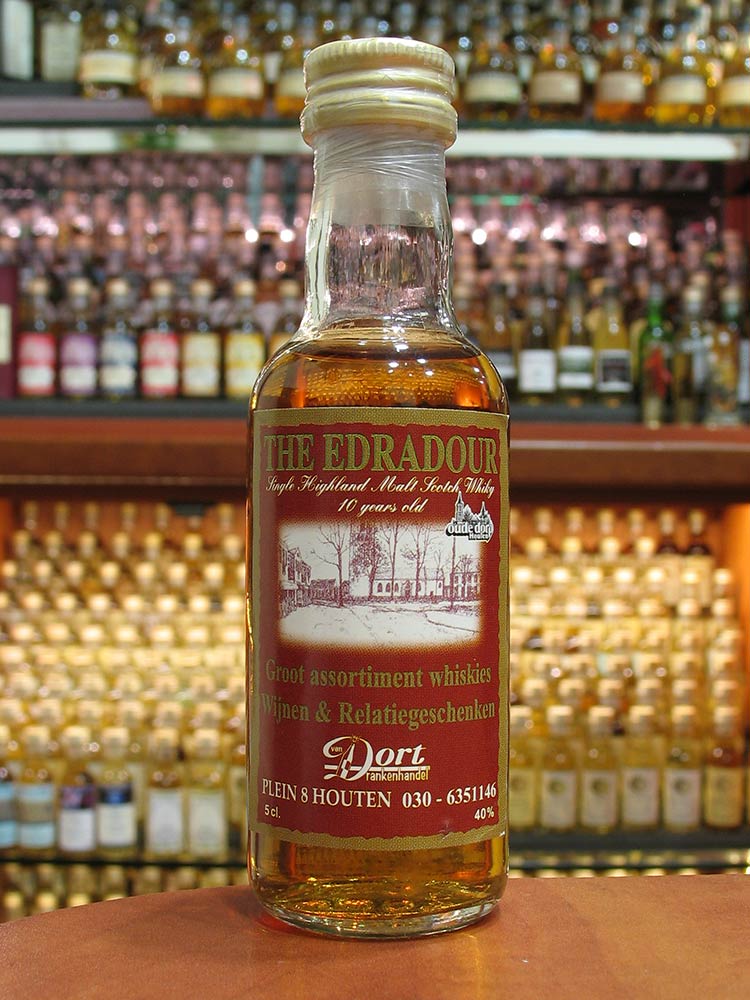 THE EDRADOUR
Single Highland Malt Scotch Whisky
10 years old
oude dorp
Houten
Groot assortiment whiskies
Wijnen & Relatiegeschenken
van Dort
Drankenhandel
PLEIN 8 HOUTEN 030 - 6351146
5 cl. 40%